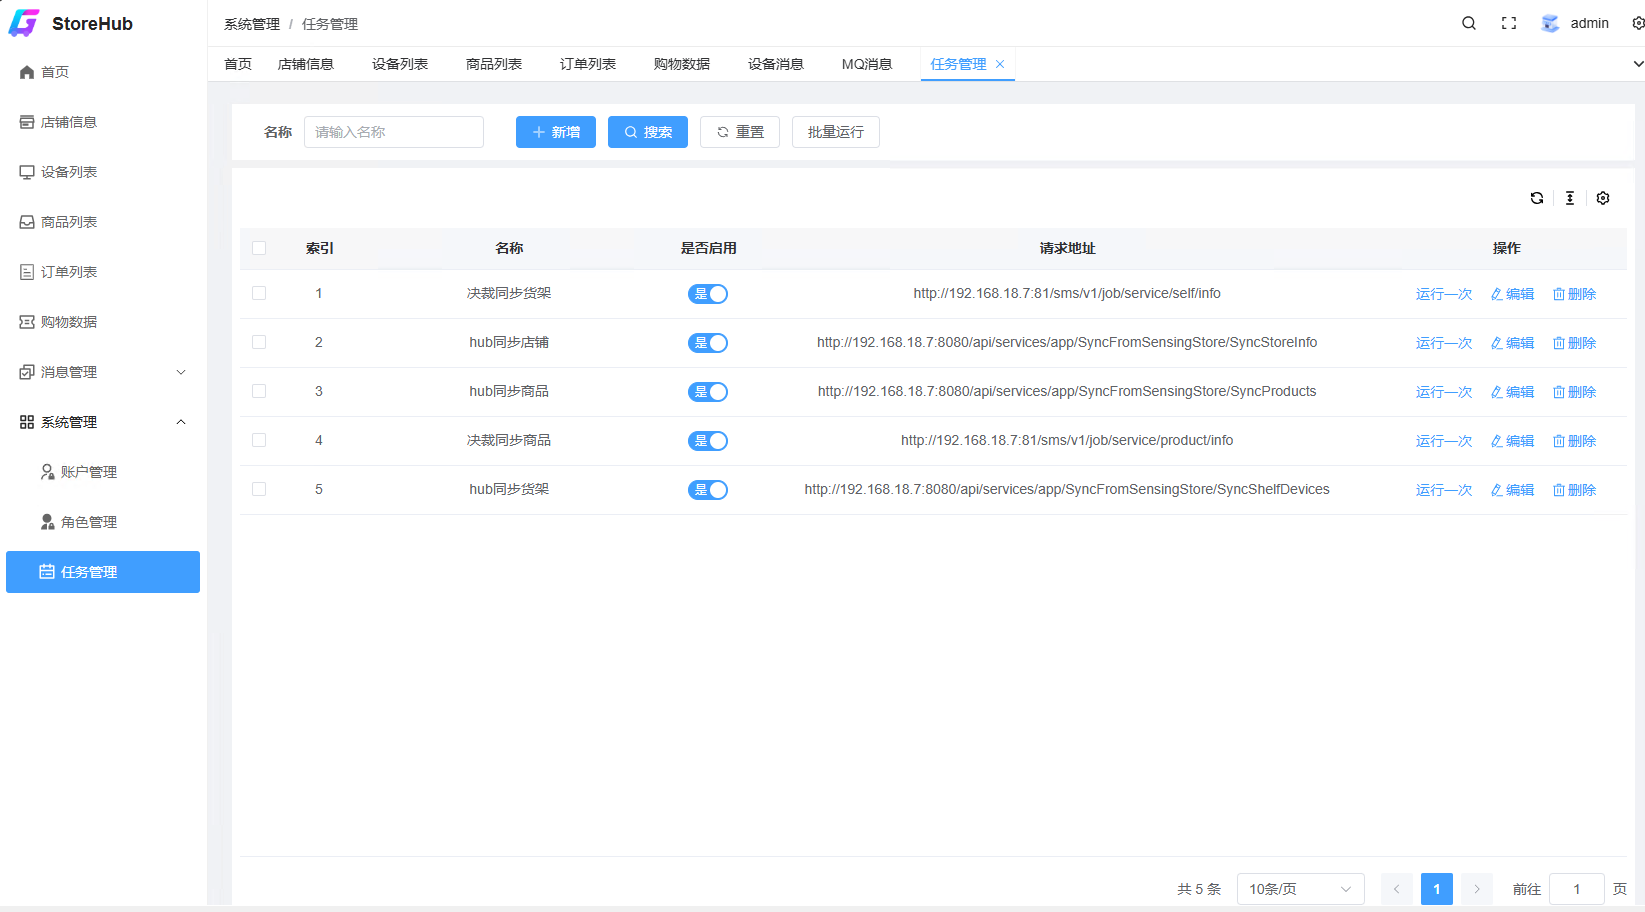 StoreHub
首页
店铺信息
设备列表
商品列表
订单列表
购物数据
消息管理
系统管理
账户管理
角色管理
任务管理
系统管理 / 任务管理
admin
首页 店铺信息 设备列表 商品列表 订单列表 购物数据 设备消息 MQ消息 任务管理
名称 请输入名称 新增 搜索 重置 批量运行
索引 名称 是否启用 请求地址 操作
1 决裁同步货架 是 http://192.168.18.7:81/sms/v1/job/service/self/info 运行一次 编辑 删除
2 hub同步店铺 是 http://192.168.18.7:8080/api/services/app/SyncFromSensingStore/SyncStoreInfo 运行一次 编辑 删除
3 hub同步商品 是 http://192.168.18.7:8080/api/services/app/SyncFromSensingStore/SyncProducts 运行一次 编辑 删除
4 决裁同步商品 是 http://192.168.18.7:81/sms/v1/job/service/product/info 运行一次 编辑 删除
5 hub同步货架 是 http://192.168.18.7:8080/api/services/app/SyncFromSensingStore/SyncShelfDevices 运行一次 编辑 删除
共 5 条 10条/页 1 前往 1 页